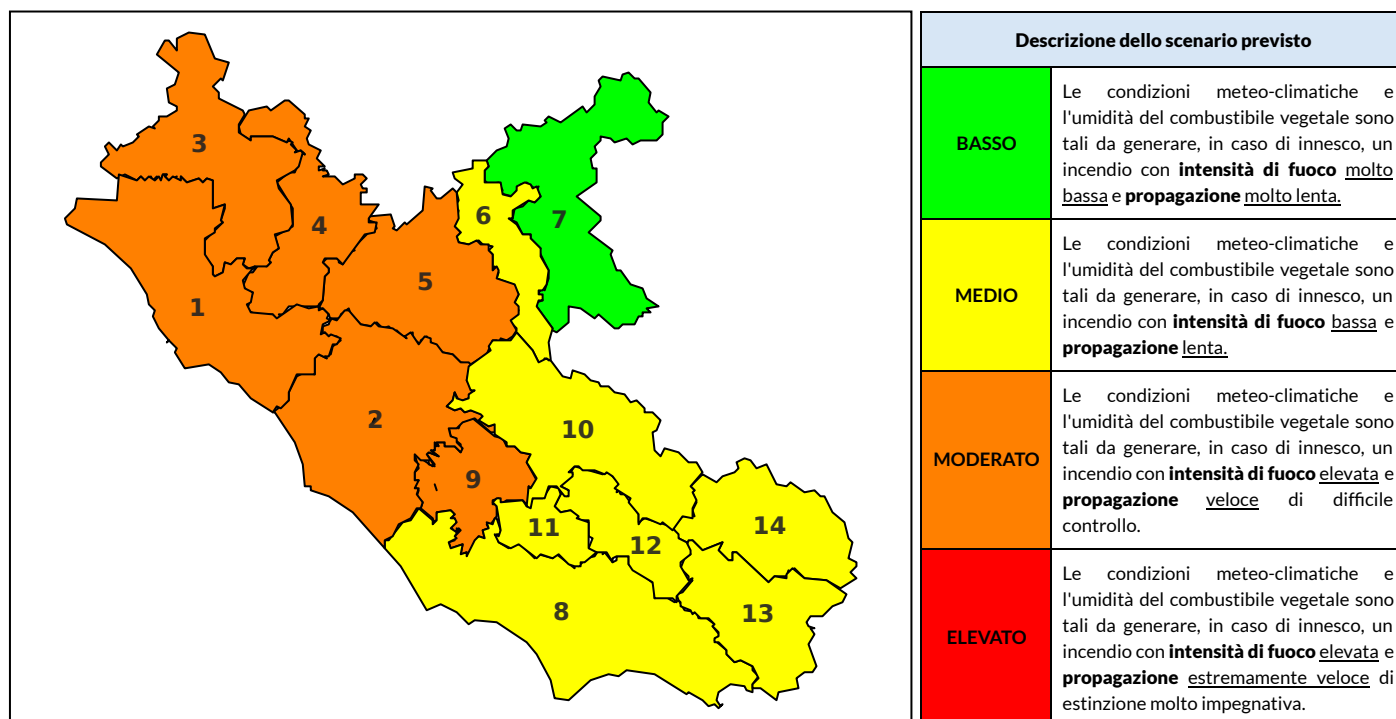 3
4
6
7
5
1
2
10
9
11
12
14
8
13
Descrizione dello scenario previsto
BASSO
Le condizioni meteo-climatiche e
l'umidità del combustibile vegetale sono
tali da generare, in caso di innesco, un
incendio con intensità di fuoco molto
bassa e propagazione molto lenta.
MEDIO
Le condizioni meteo-climatiche e
l'umidità del combustibile vegetale sono
tali da generare, in caso di innesco, un
incendio con intensità di fuoco bassa e
propagazione lenta.
MODERATO
Le condizioni meteo-climatiche e
l'umidità del combustibile vegetale sono
tali da generare, in caso di innesco, un
incendio con intensità di fuoco elevata e
propagazione veloce di difficile
controllo.
ELEVATO
Le condizioni meteo-climatiche e
l'umidità del combustibile vegetale sono
tali da generare, in caso di innesco, un
incendio con intensità di fuoco elevata e
propagazione estremamente veloce di
estinzione molto impegnativa.